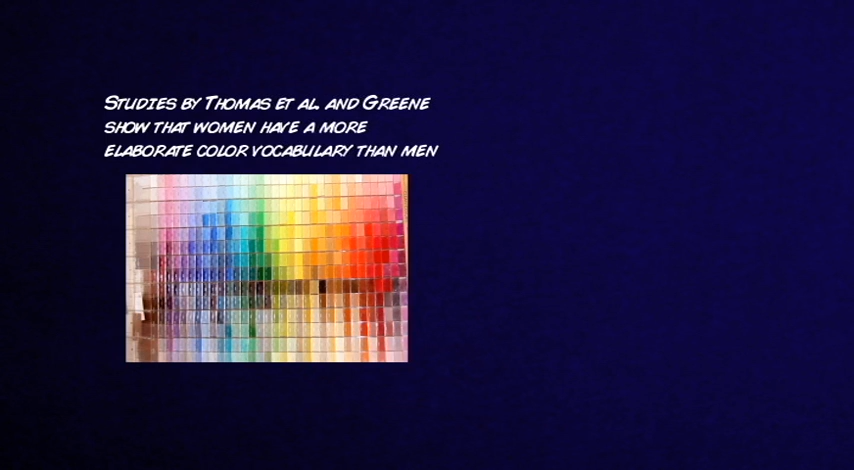 Studies by Thomas et al. and Greene
show that women have a more
elaborate color vocabulary than men